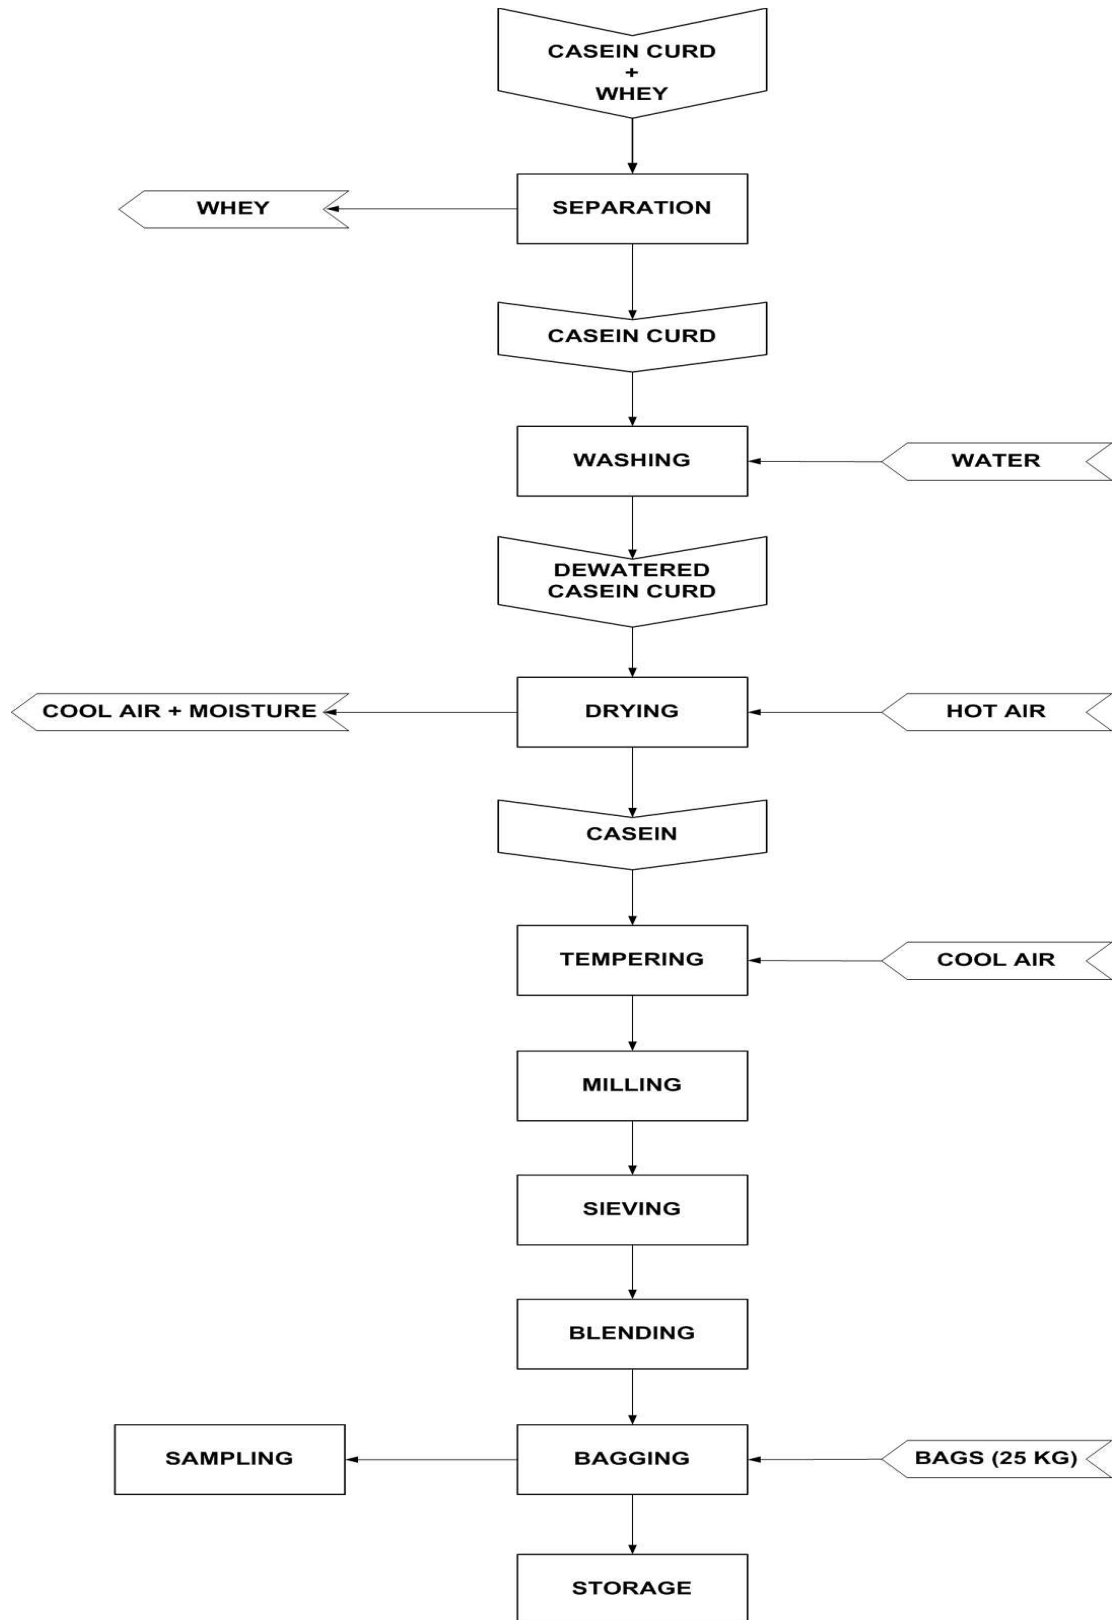 CASEIN CURD
+
WHEY
WHEY
SEPARATION
CASEIN CURD
WASHING
WATER
DEWATERED
CASEIN CURD
COOL AIR + MOISTURE
DRYING
HOT AIR
CASEIN
TEMPERING
COOL AIR
MILLING
SIEVING
BLENDING
SAMPLING
BAGGING
BAGS (25 KG)
STORAGE